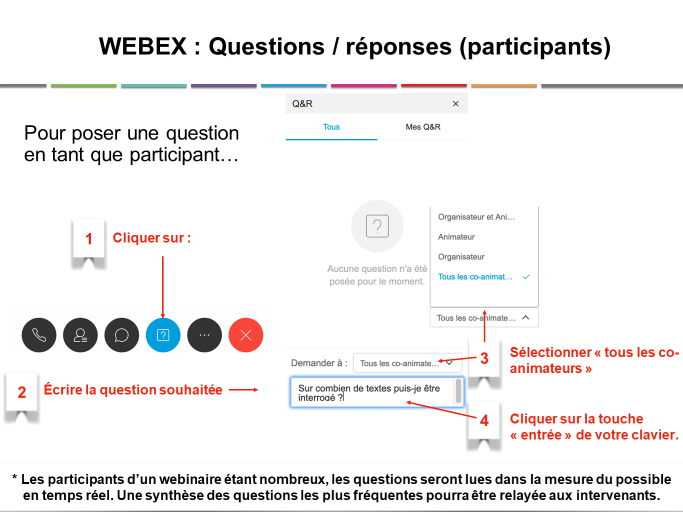 WEBEX : Questions / réponses (participants)
Q&R
Tous
Mes Q&R
Pour poser une question
en tant que participant…
1
Cliquer sur :
Organisateur et Ani...
Animateur
Organisateur
Tous les co-animat...
Aucune question n'a été
posée pour le moment.
Tous les co-animate...
Demander à :
Tous les co-animate...
3
Sélectionner « tous les co-
animateurs »
2
Écrire la question souhaitée
Sur combien de textes puis-je être
interrogé ?
4
Cliquer sur la touche
« entrée » de votre clavier.
* Les participants d'un webinaire étant nombreux, les questions seront lues dans la mesure du possible
en temps réel. Une synthèse des questions les plus fréquentes pourra être relayée aux intervenants.